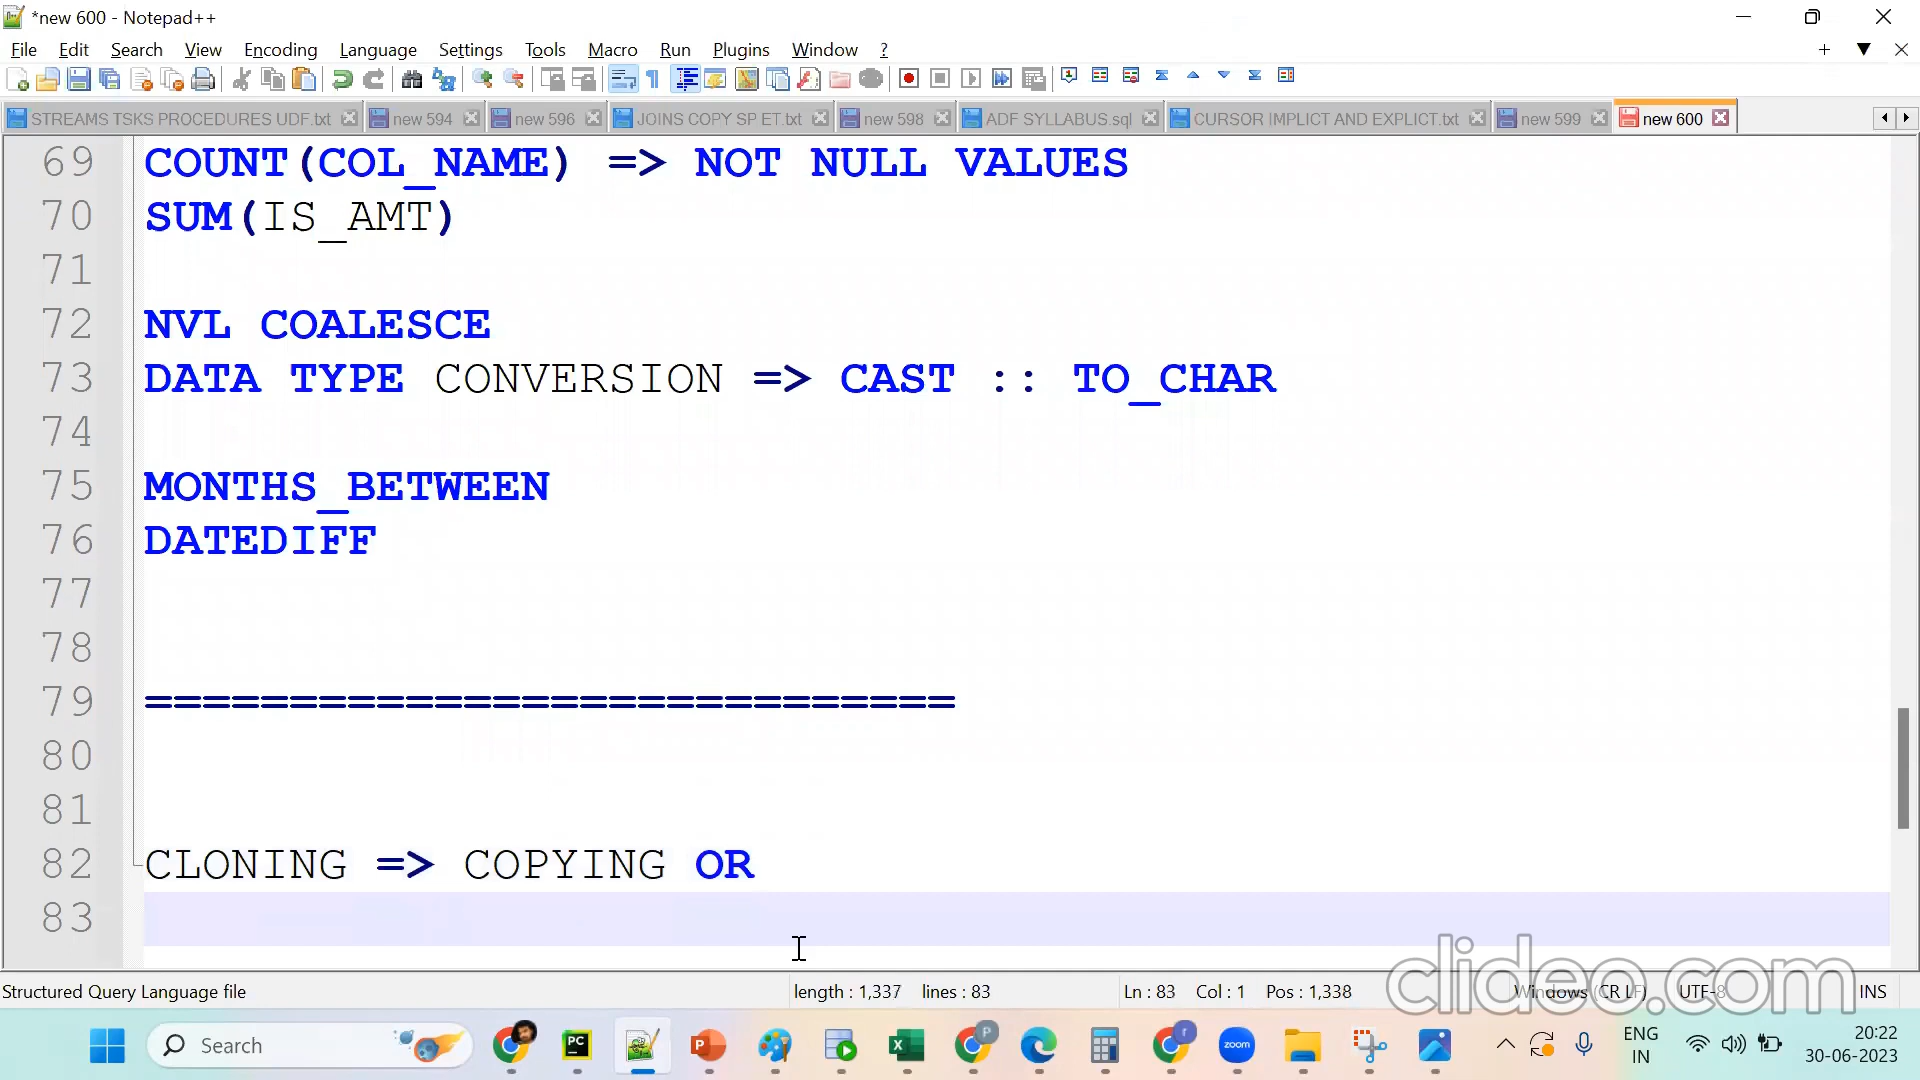 *new 600 - Notepad++
File Edit Search View Encoding Language Settings Tools Macro Run Plugins Window ?
STREAMS TSKS PROCEDURES UDF.txt new 594 new 596 JOINS COPY SP ET.txt new 598 ADF SYLLABUS.sql CURSOR IMPLICT AND EXPLICT.txt new 599 new 600
69 COUNT(COL_NAME) => NOT NULL VALUES
70 SUM(IS_AMT)
71
72 NVL COALESCE
73 DATA TYPE CONVERSION => CAST :: TO_CHAR
74
75 MONTHS_BETWEEN
76 DATEDIFF
77
78
79 ============================
80
81
82 CLONING => COPYING OR
83
Structured Query Language file length : 1,337 lines : 83 Ln : 83 Col : 1 Pos : 1,338 Windows (CR LF) UTF-8 INS
clideo.com
Search PC P X P r zoom ENG IN 20:22 30-06-2023